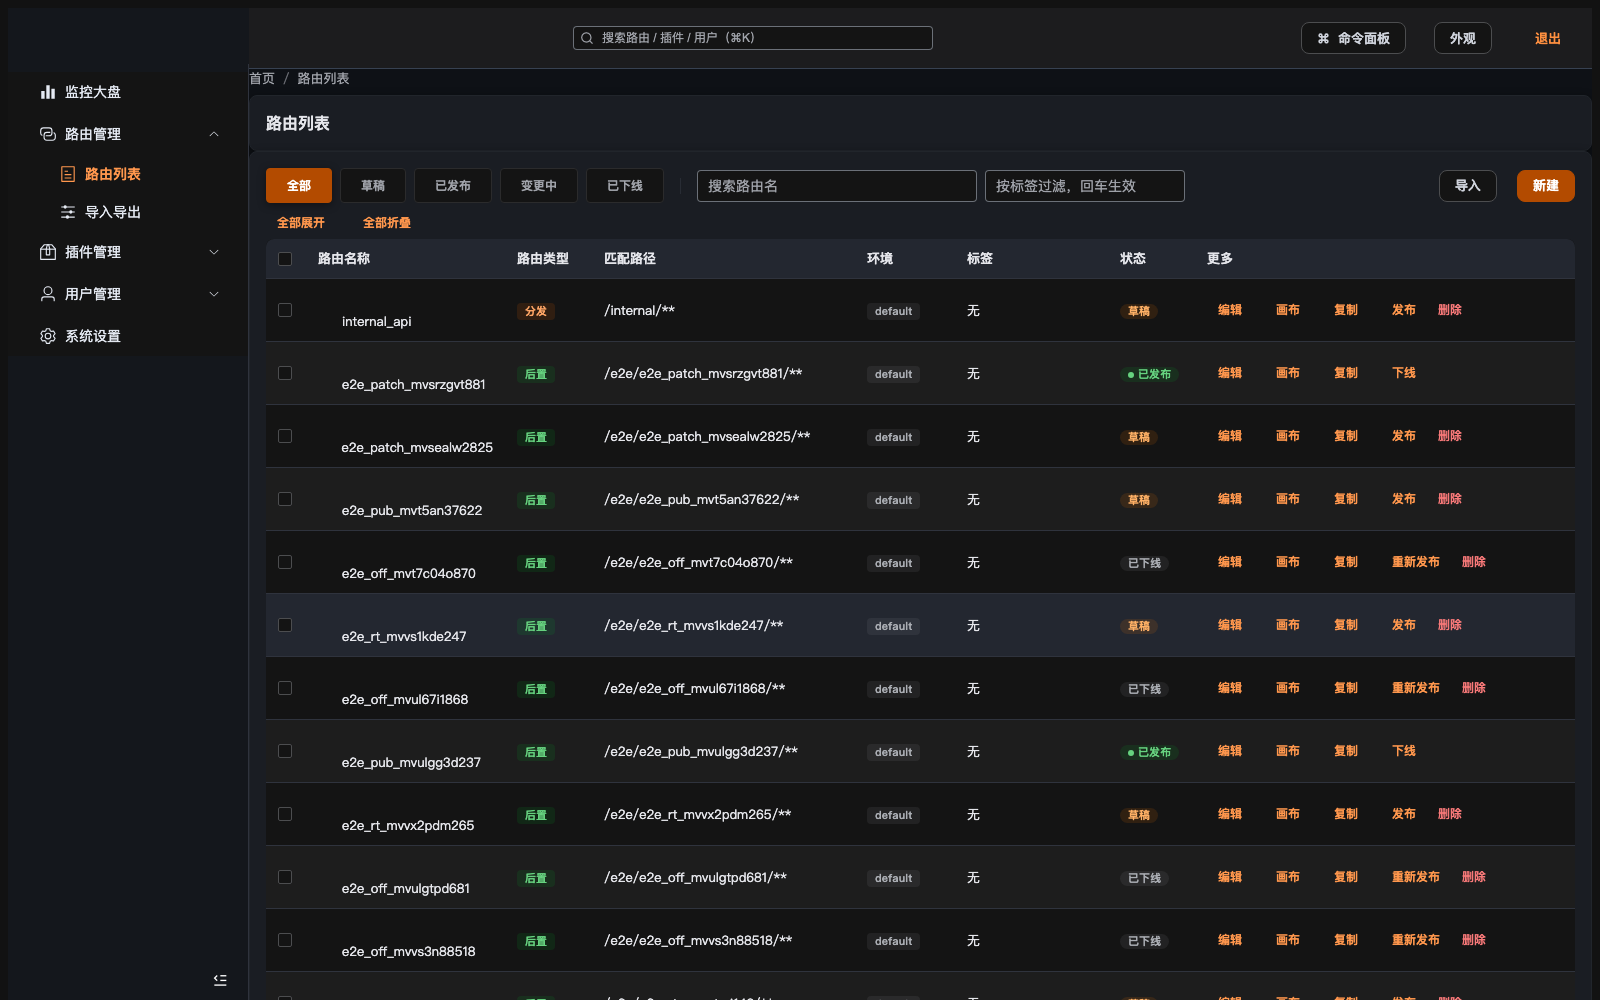 搜索路由 / 插件 / 用户（⌘K）
⌘ 命令面板
外观
退出
监控大盘
路由管理
路由列表
导入导出
插件管理
用户管理
系统设置
首页 / 路由列表
路由列表
全部 草稿 已发布 变更中 已下线 搜索路由名 按标签过滤，回车生效 导入 新建
全部展开 全部折叠
路由名称 路由类型 匹配路径 环境 标签 状态 更多
internal_api 分发 /internal/** default 无 草稿 编辑 画布 复制 发布 删除
e2e_patch_mvsrzgvt881 后置 /e2e/e2e_patch_mvsrzgvt881/** default 无 已发布 编辑 画布 复制 下线
e2e_patch_mvsealw2825 后置 /e2e/e2e_patch_mvsealw2825/** default 无 草稿 编辑 画布 复制 发布 删除
e2e_pub_mvt5an37622 后置 /e2e/e2e_pub_mvt5an37622/** default 无 草稿 编辑 画布 复制 发布 删除
e2e_off_mvt7c04o870 后置 /e2e/e2e_off_mvt7c04o870/** default 无 已下线 编辑 画布 复制 重新发布 删除
e2e_rt_mvvs1kde247 后置 /e2e/e2e_rt_mvvs1kde247/** default 无 草稿 编辑 画布 复制 发布 删除
e2e_off_mvul67i1868 后置 /e2e/e2e_off_mvul67i1868/** default 无 已下线 编辑 画布 复制 重新发布 删除
e2e_pub_mvulgg3d237 后置 /e2e/e2e_pub_mvulgg3d237/** default 无 已发布 编辑 画布 复制 下线
e2e_rt_mvvx2pdm265 后置 /e2e/e2e_rt_mvvx2pdm265/** default 无 草稿 编辑 画布 复制 发布 删除
e2e_off_mvulgtpd681 后置 /e2e/e2e_off_mvulgtpd681/** default 无 已下线 编辑 画布 复制 重新发布 删除
e2e_off_mvvs3n88518 后置 /e2e/e2e_off_mvvs3n88518/** default 无 已下线 编辑 画布 复制 重新发布 删除